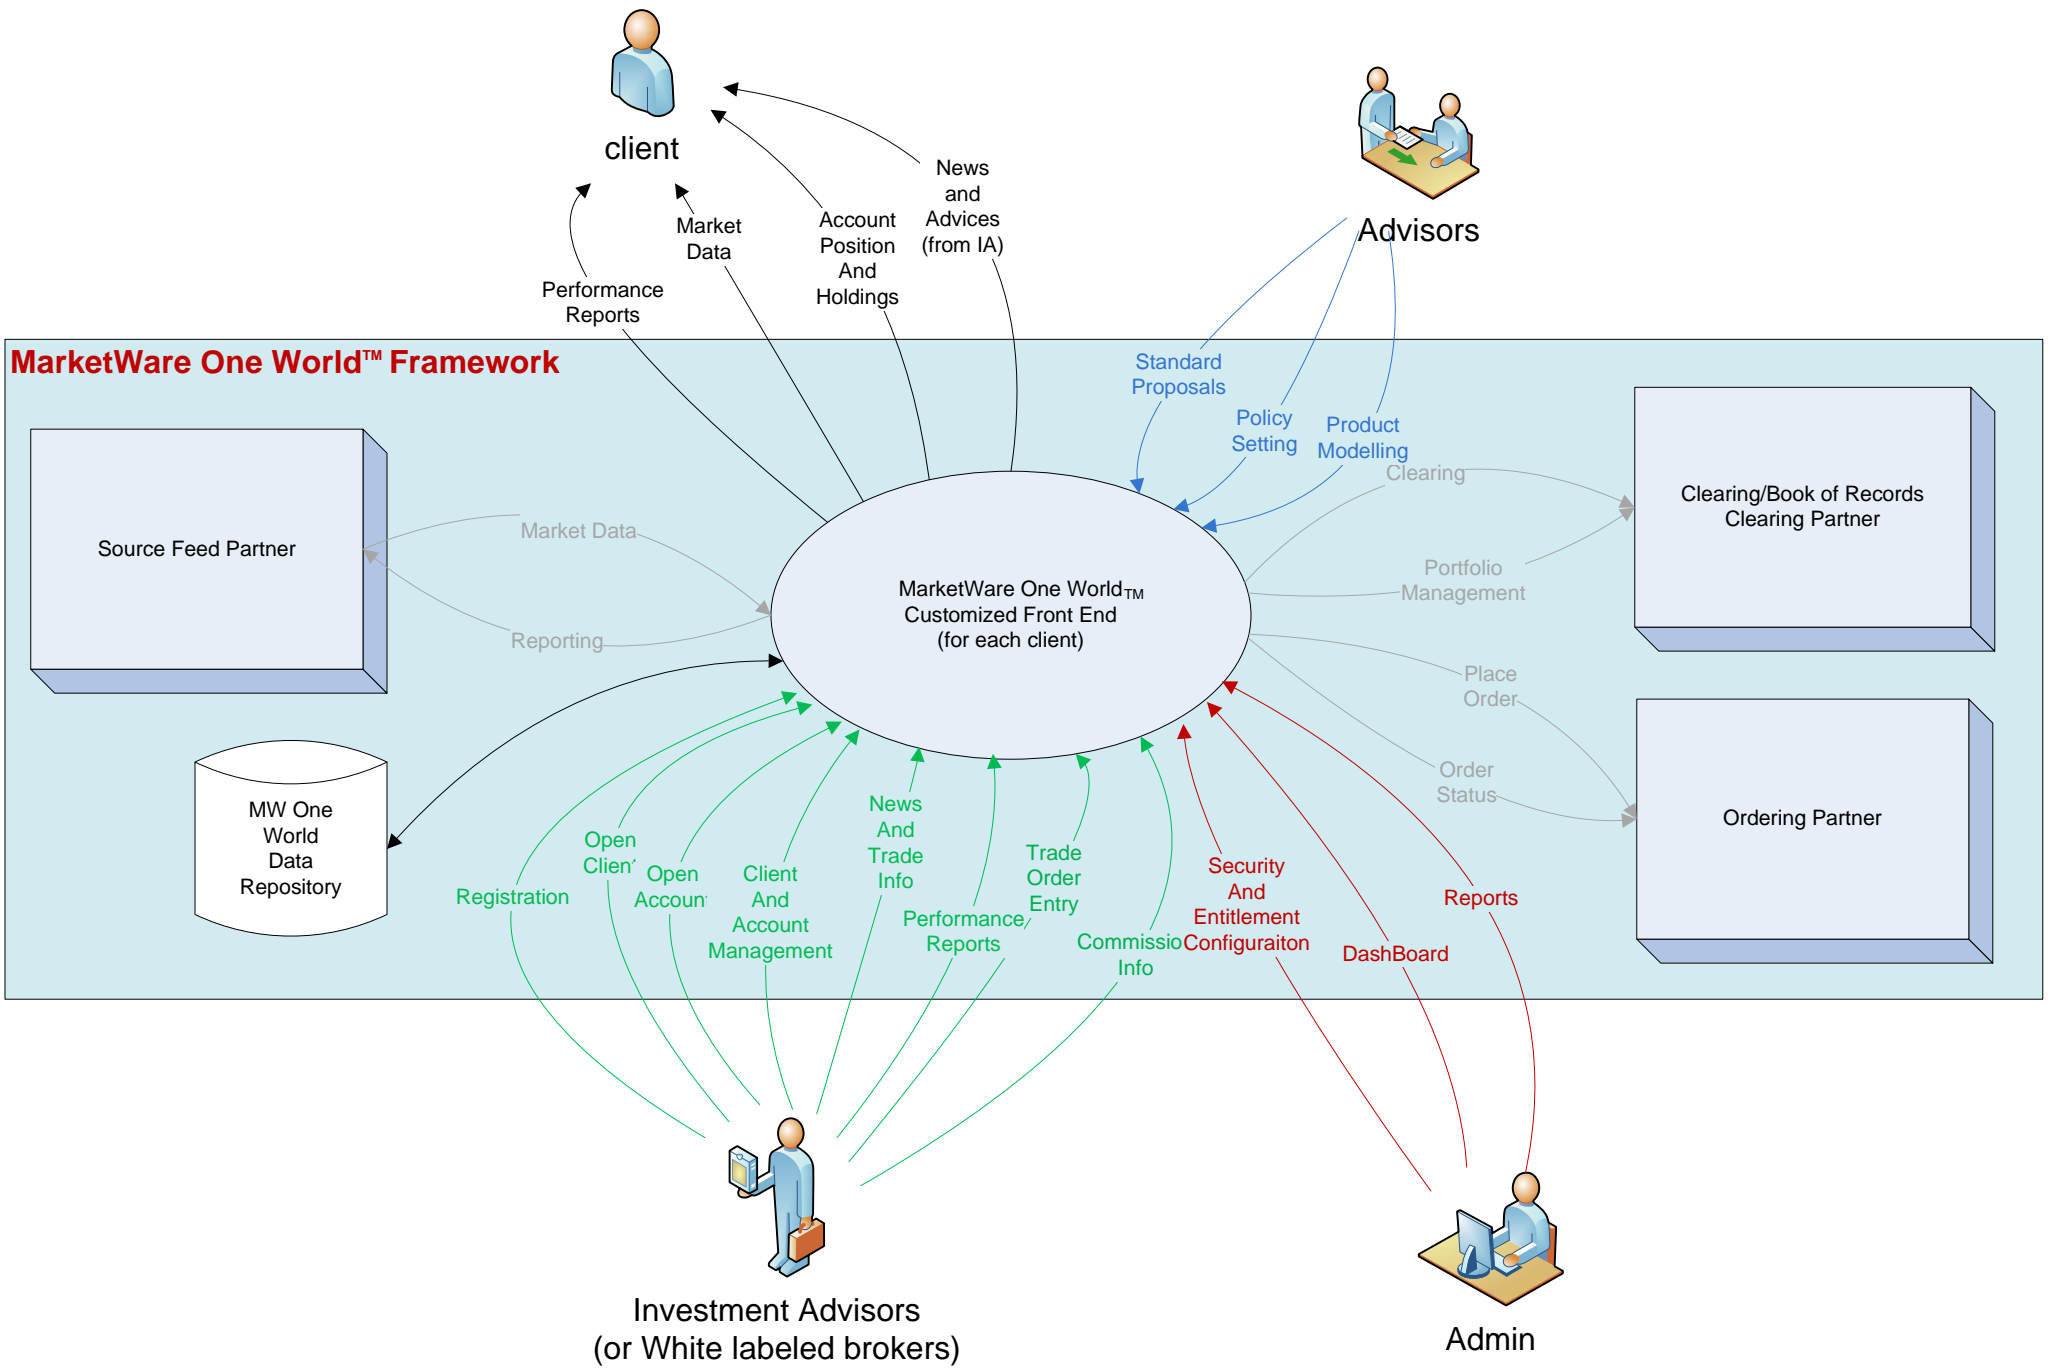 client
Advisors
News
and
Advices
(from IA)
Account
Position
And
Holdings
Market
Data
Performance
Reports
MarketWare One World™ Framework
Standard
Proposals
Policy
Setting
Product
Modelling
Clearing
Portfolio
Management
Clearing/Book of Records
Clearing Partner
Source Feed Partner
Market Data
Reporting
MarketWare One World™
Customized Front End
(for each client)
Place
Order
Order
Status
Ordering Partner
MW One
World
Data
Repository
Registration
Open
Client
Open
Account
Client
And
Account
Management
News
And
Trade
Info
Performance
Reports
Trade
Order
Entry
Commissio
Info
Security
And
Entitlement
Configuraiton
DashBoard
Reports
Investment Advisors
(or White labeled brokers)
Admin